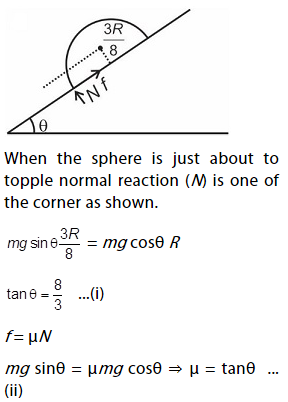 3R
8
N f
θ
When the sphere is just about to
topple normal reaction (N) is one of
the corner as shown.
mg sinθ 3R/8 = mg cosθ R
tan θ = 8/3 ...(i)
f = μN
mg sinθ = μmg cosθ ⇒ μ = tanθ ...
(ii)